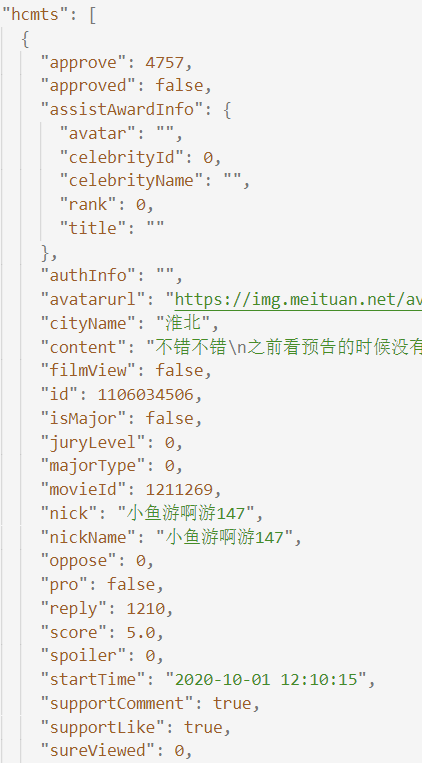 "hcmts": [
{
"approve": 4757,
"approved": false,
"assistAwardInfo": {
"avatar": "",
"celebrityId": 0,
"celebrityName": "",
"rank": 0,
"title": ""
},
"authInfo": "",
"avatarurl": "https://img.meituan.net/av
"cityName": "淮北",
"content": "不错不错\n之前看预告的时候没有
"filmView": false,
"id": 1106034506,
"isMajor": false,
"juryLevel": 0,
"majorType": 0,
"movieId": 1211269,
"nick": "小鱼游啊游147",
"nickName": "小鱼游啊游147",
"oppose": 0,
"pro": false,
"reply": 1210,
"score": 5.0,
"spoiler": 0,
"startTime": "2020-10-01 12:10:15",
"supportComment": true,
"supportLike": true,
"sureViewed": 0,